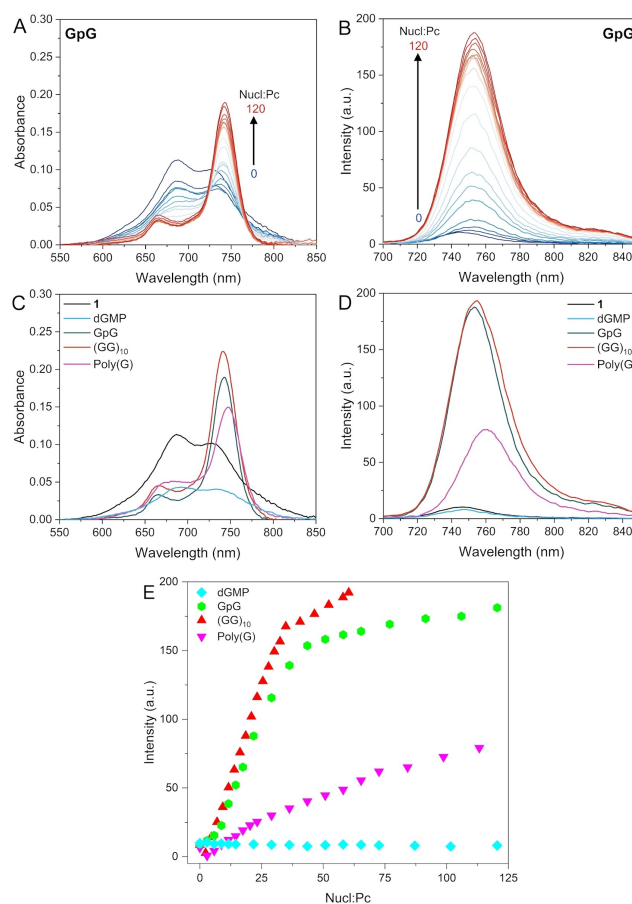 A
GpG
0.30
0.25
0.20
0.15
0.10
0.05
0.00
Absorbance
Nucl:Pc
120
0
550 600 650 700 750 800 850
Wavelength (nm)
B
GpG
200
150
100
50
0
Intensity (a.u.)
Nucl:Pc
120
0
700 720 740 760 780 800 820 840
Wavelength (nm)
C
0.30
0.25
0.20
0.15
0.10
0.05
0.00
Absorbance
1
dGMP
GpG
(GG)10
Poly(G)
550 600 650 700 750 800 850
Wavelength (nm)
D
200
150
100
50
0
Intensity (a.u.)
1
dGMP
GpG
(GG)10
Poly(G
700 720 740 760 780 800 820 840
Wavelength (nm)
E
200
150
100
50
0
Intensity (a.u.)
dGMP
GpG
(GG)10
Poly(G)
0 25 50 75 100 125
Nucl:Pc